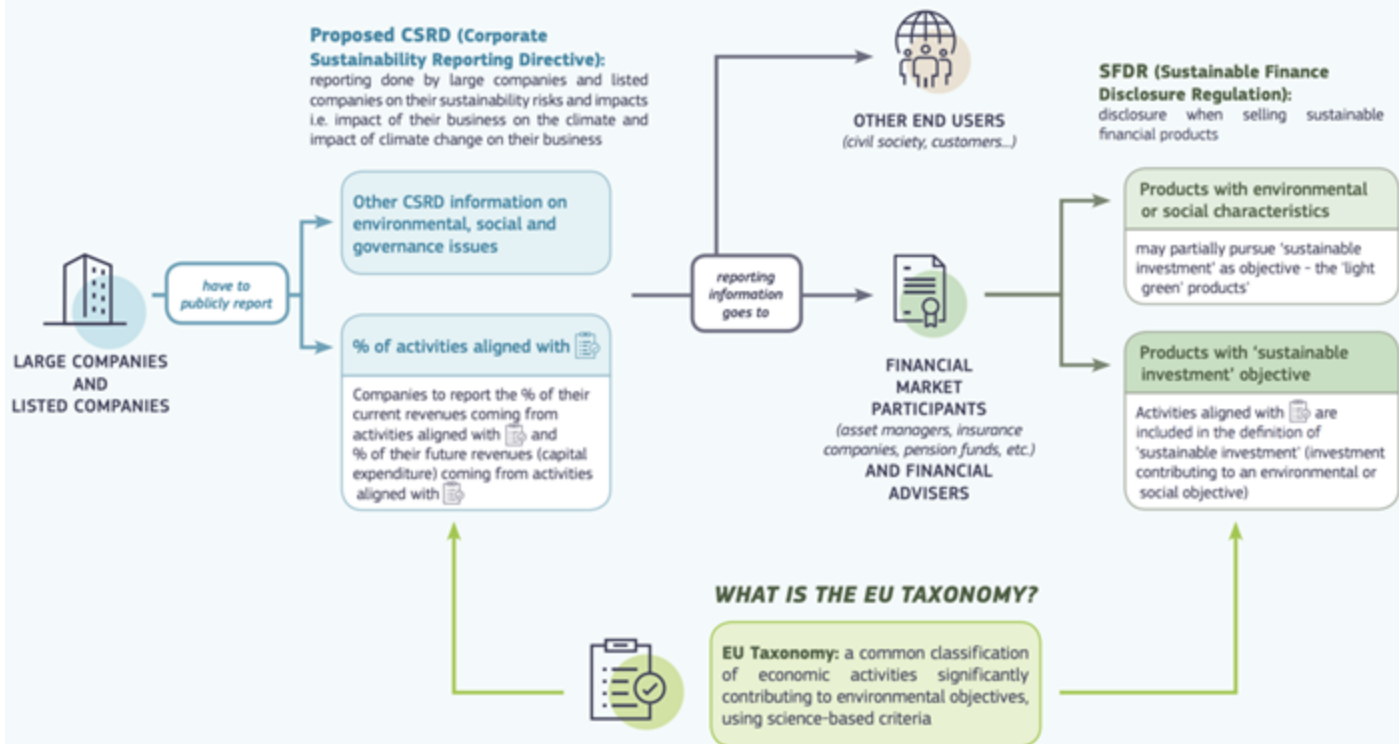 Proposed CSRD (Corporate
Sustainability Reporting Directive):
reporting done by large companies and listed
companies on their sustainability risks and impacts
i.e. impact of their business on the climate and
impact of climate change on their business
OTHER END USERS
(civil society, customers...)
SFDR (Sustainable Finance
Disclosure Regulation):
disclosure when selling sustainable
financial products
LARGE COMPANIES
AND
LISTED COMPANIES
have to
publicly report
Other CSRD information on
environmental, social and
governance issues
% of activities aligned with
Companies to report the % of their
current revenues coming from
activities aligned with and
% of their future revenues (capital
expenditure) coming from activities
aligned with
reporting
information
goes to
FINANCIAL
MARKET
PARTICIPANTS
(asset managers, insurance
companies, pension funds, etc.)
AND FINANCIAL
ADVISERS
Products with environmental
or social characteristics
may partially pursue 'sustainable
investment' as objective - the 'light
green' products'
Products with 'sustainable
investment' objective
Activities aligned with are
included in the definition of
'sustainable investment' (investment
contributing to an environmental or
social objective)
WHAT IS THE EU TAXONOMY?
EU Taxonomy: a common classification
of economic activities significantly
contributing to environmental objectives,
using science-based criteria